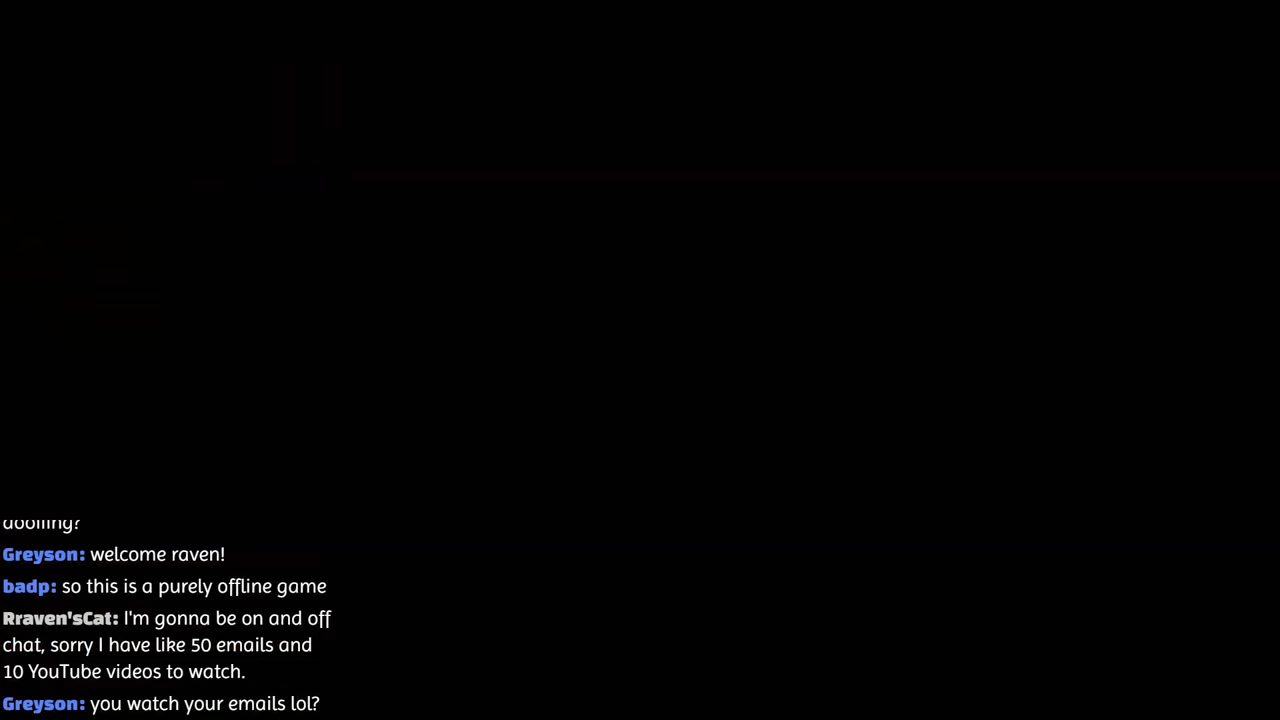 Greyson: welcome raven!
badp: so this is a purely offline game
Rraven'sCat: I'm gonna be on and off
chat, sorry I have like 50 emails and
10 YouTube videos to watch.
Greyson: you watch your emails lol?